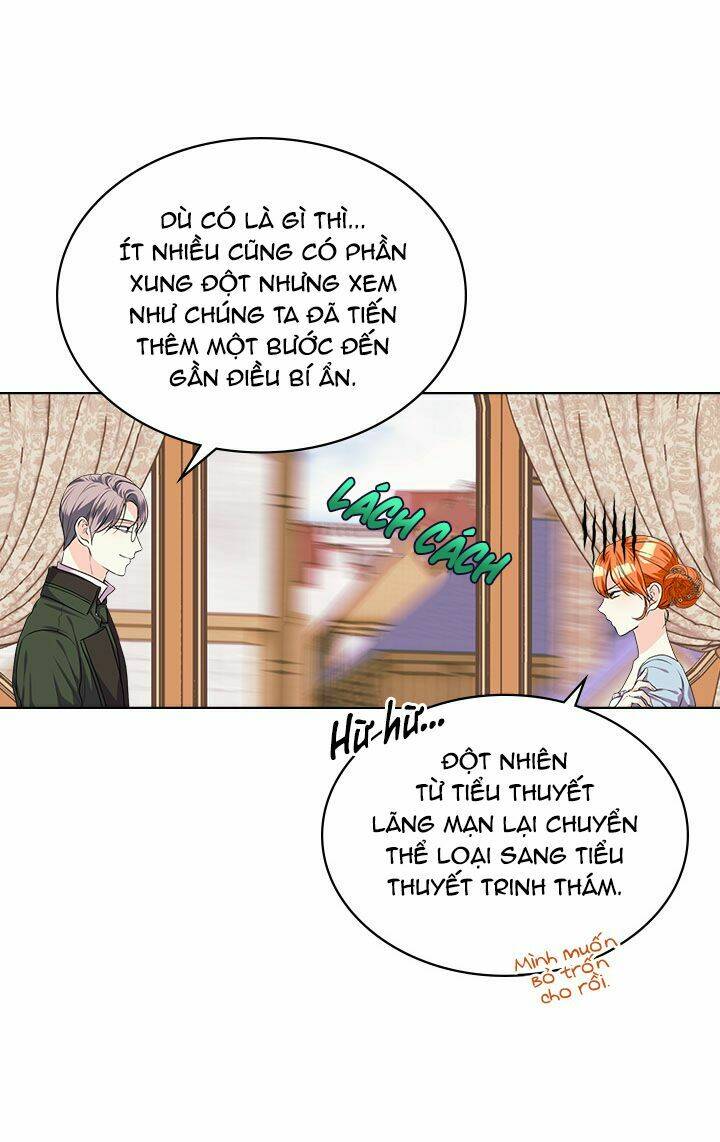 DÙ CÓ LÀ GÌ THÌ...
ÍT NHIỀU CŨNG CÓ PHẦN
XUNG ĐỘT NHƯNG XEM
NHƯ CHÚNG TA ĐÃ TIẾN
THÊM MỘT BƯỚC ĐẾN
GẦN ĐIỀU BÍ ẨN.
LÁCH CÁCH
Hừ-hữ...
ĐỘT NHIÊN
TỪ TIỂU THUYẾT
LÃNG MẠN LẠI CHUYỂN
THỂ LOẠI SANG TIỂU
THUYẾT TRINH THÁM.
Mình muốn
Bỏ trốn
cho rồi.